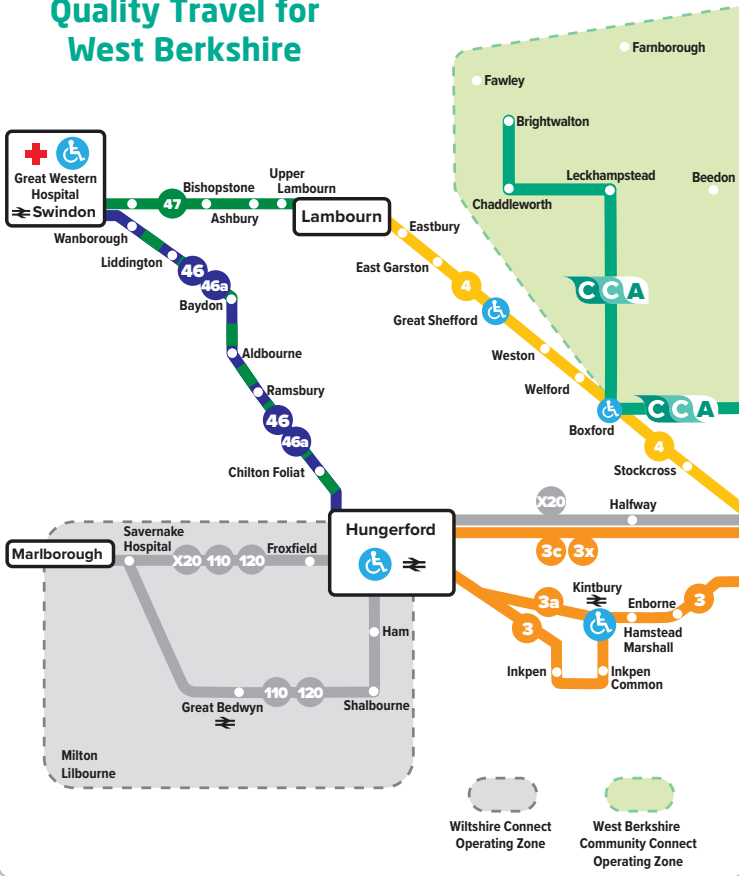 Quality Travel for
West Berkshire
Farnborough
Fawley
Brightwalton
Great Western
Hospital
Swindon
47
Bishopstone
Ashbury
Upper
Lambourn
Lambourn
Leckhampstead
Beedon
Chaddleworth
Wanborough
Liddington
46
46a
Baydon
Eastbury
East Garston
4
Great Shefford
CCA
Weston
Welford
Aldbourne
Ramsbury
46
46a
Chilton Foliat
Boxford
CCA
4
Stockcross
X20
Halfway
Hungerford
3c
3x
Marlborough
Savernake
Hospital
X20
110
120
Froxfield
Kintbury
3a
Enborne
3
3
Hamstead
Marshall
Ham
Inkpen
Inkpen
Common
Great Bedwyn
110
120
Shalbourne
Milton
Lilbourne
Wiltshire Connect
Operating Zone
West Berkshire
Community Connect
Operating Zone